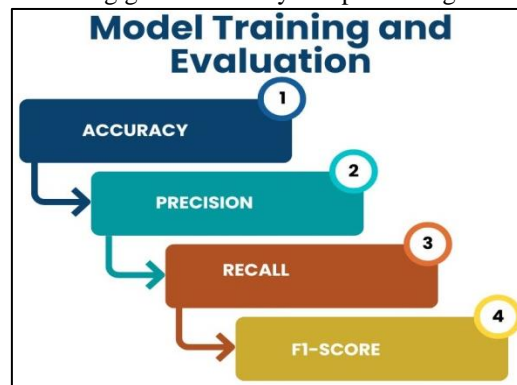 Model Training and
Evaluation
1
ACCURACY
2
PRECISION
3
RECALL
4
F1-SCORE